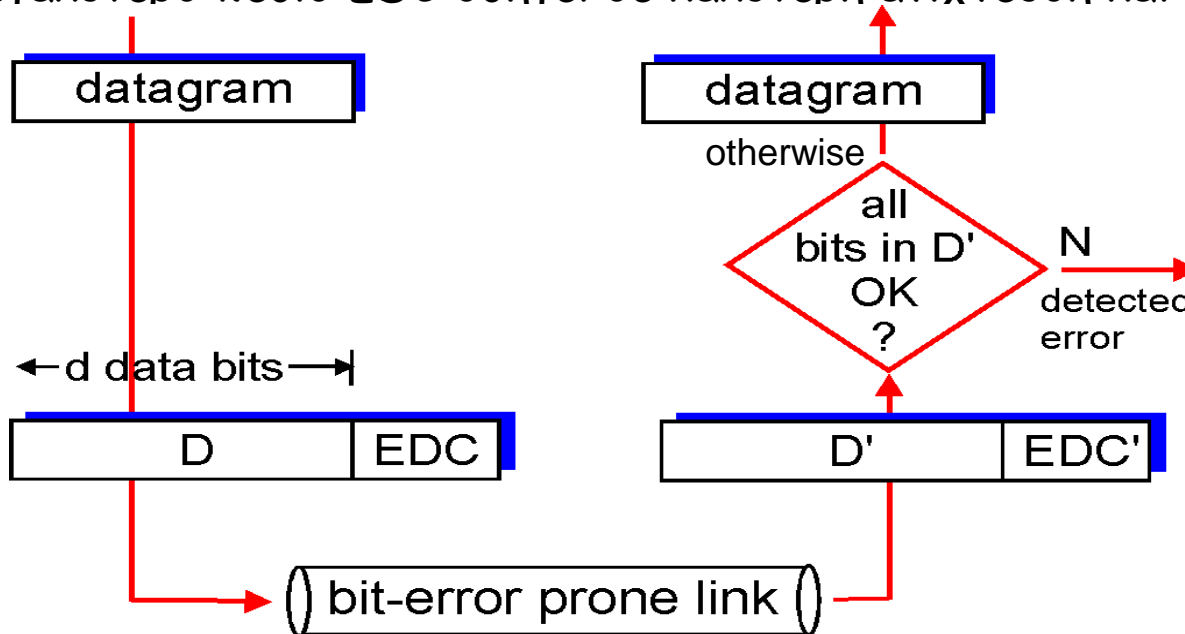 datagram
datagram
otherwise
all
bits in D'
OK
?
N
detected
error
d data bits
D
EDC
D'
EDC'
bit-error prone link